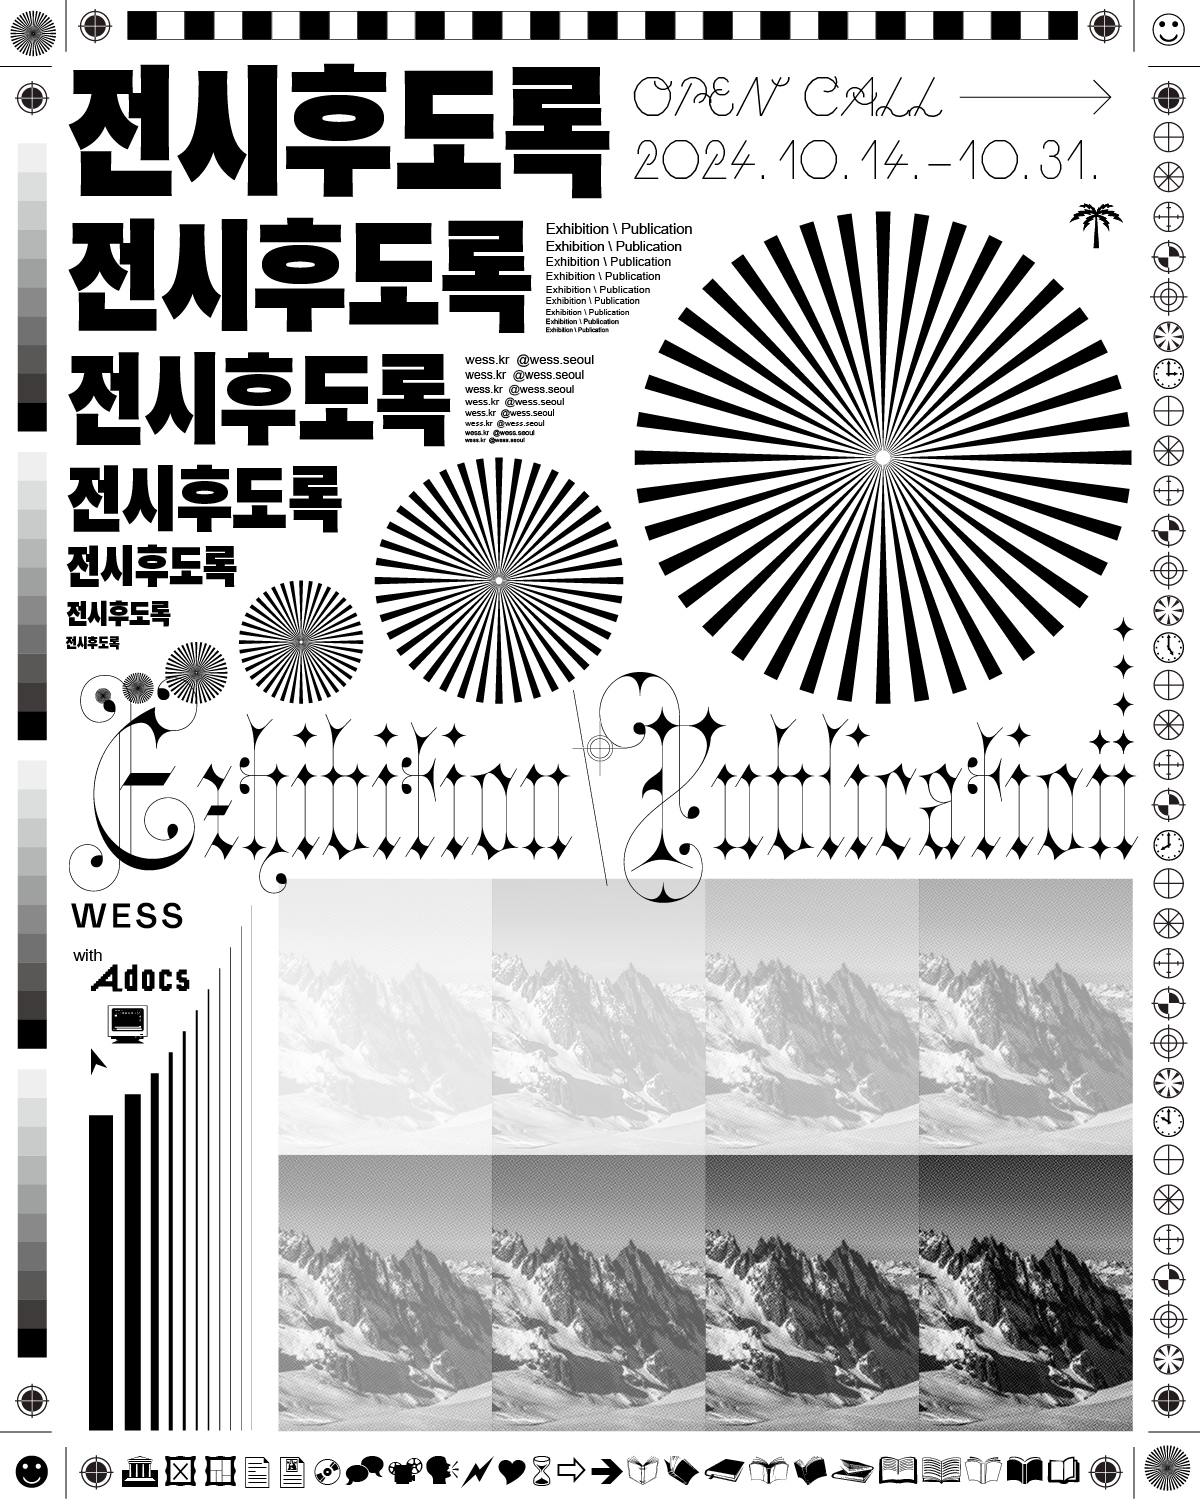 전시후도록
OPEN CALL
2024.10.14.–10.31.
전시후도록
Exhibition \ Publication
Exhibition \ Publication
Exhibition \ Publication
Exhibition \ Publication
Exhibition \ Publication
Exhibition \ Publication
Exhibition \ Publication
Exhibition \ Publication
Exhibition \ Publication
전시후도록
wess.kr @wess.seoul
wess.kr @wess.seoul
wess.kr @wess.seoul
wess.kr @wess.seoul
wess.kr @wess.seoul
wess.kr @wess.seoul
wess.kr @wess.seoul
wess.kr @wess.seoul
전시후도록
전시후도록
전시후도록
전시후도록
Exhibition \ Publication
WESS
with
Adocs